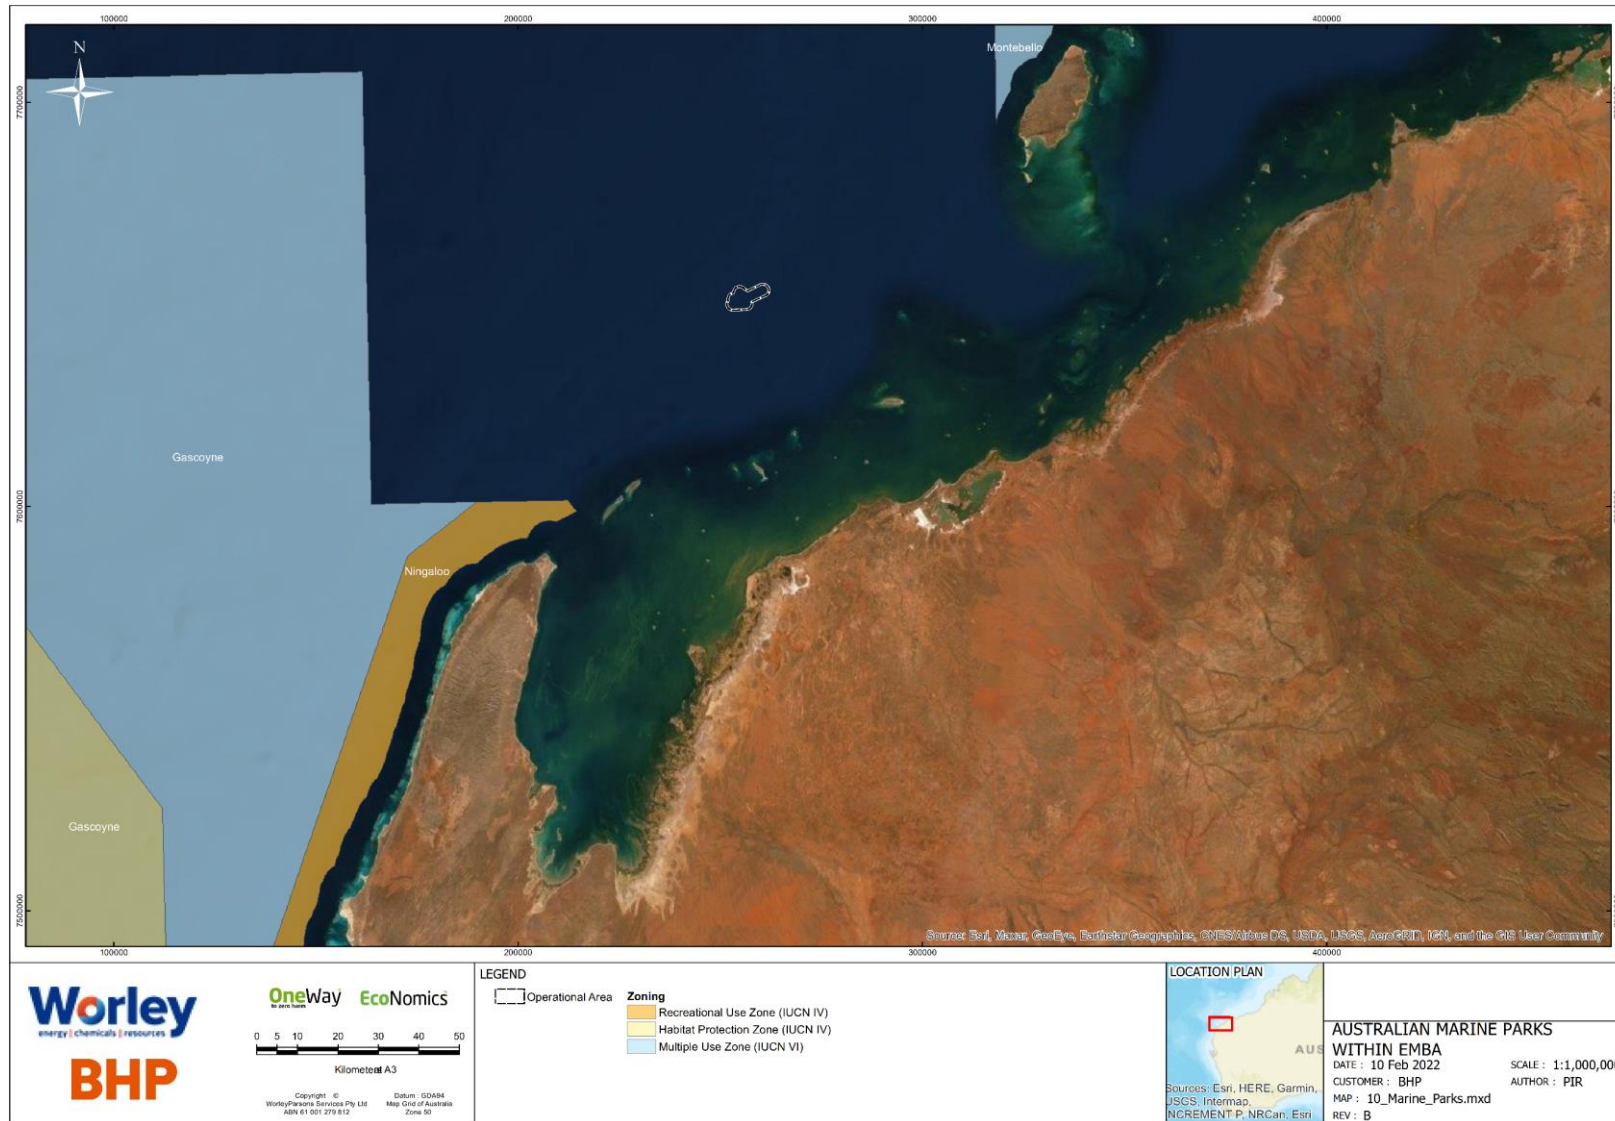 100000
200000
300000
400000
N
Montebello
7700000
Gascoyne
7600000
Ningaloo
Gascoyne
7500000
Source: Esri, Maxar, GeoEye, Earthstar Geographics, CNES/Airbus DS, USDA, USGS, AeroGRID, IGN, and the GIS User Community
100000
200000
300000
400000
Worley
energy | chemicals | resources
BHP
OneWay
to zero harm
EcoNomics
0 5 10 20 30 40 50
Kilometers
A3
Copyright ©
WorleyParsons Services Pty Ltd
ABN 61 001 279 812
Datum : GDA94
Map Grid of Australia
Zone 50
LEGEND
Operational Area
Zoning
Recreational Use Zone (IUCN IV)
Habitat Protection Zone (IUCN IV)
Multiple Use Zone (IUCN VI)
LOCATION PLAN
AUS
Sources: Esri, HERE, Garmin,
USGS, Intermap,
NCREMENT P, NRCan, Esri
AUSTRALIAN MARINE PARKS
WITHIN EMBA
DATE : 10 Feb 2022
SCALE : 1:1,000,00
CUSTOMER : BHP
AUTHOR : PIR
MAP : 10_Marine_Parks.mxd
REV : B